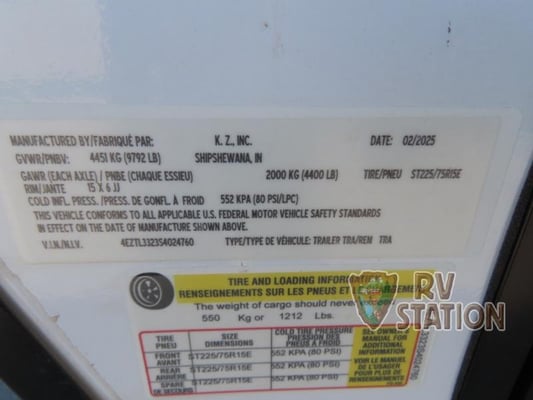 MANUFACTURED BY/FABRIQUÉ PAR: K. Z., INC. DATE: 02/2025
GVWR/PNBV: 4451 KG (9792 LB) SHIPSHEWANA, IN
GAWR (EACH AXLE) / PNBE (CHAQUE ESSIEU) 2000 KG (4400 LB) TIRE/PNEU ST225/75R15E
RIM/JANTE 15 X 6 JJ
COLD INFL. PRESS./PRESS. DE GONFL. À FROID 552 KPA (80 PSI/LPC)
THIS VEHICLE CONFORMS TO ALL APPLICABLE U.S. FEDERAL MOTOR VEHICLE SAFETY STANDARDS
IN EFFECT ON THE DATE OF MANUFACTURE SHOWN ABOVE.
V.I.N./N.I.V. 4EZTL3323S4024760 TYPE/TYPE DE VÉHICULE: TRAILER TRA/REM TRA
TIRE AND LOADING INFORMATION
RENSEIGNEMENTS SUR LES PNEUS ET LE CHARGEMENT
The weight of cargo should never
550 Kg or 1212 Lbs.
TIRE PNEU
SIZE DIMENSIONS
COLD TIRE PRESSURE
PRESSION DES PNEUS À FROID
FRONT AVANT ST225/75R15E 552 KPA (80 PSI)
REAR ARRIÈRE ST225/75R15E 552 KPA (80 PSI)
SPARE DE SECOURS ST225/75R15E 552 KPA (80 PSI)
SEE OWNER'S
MANUAL FOR
ADDITIONAL
INFORMATION
VOIR LE MANUEL
DE L'USAGER
POUR PLUS DE
RENSEIGNEMENTS
RV
STATION